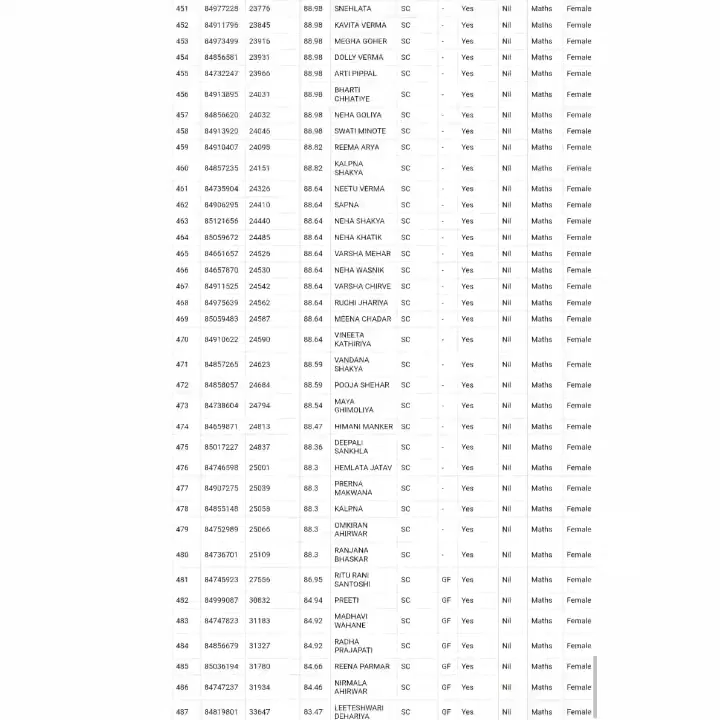 451 84977228 23776 88.98 SNEHLATA SC - Yes Nil Maths Female
452 84911796 23845 88.98 KAVITA VERMA SC - Yes Nil Maths Female
453 84973499 23916 88.98 MEGHA GOHER SC - Yes Nil Maths Female
454 84856581 23931 88.98 DOLLY VERMA SC - Yes Nil Maths Female
455 84732247 23966 88.98 ARTI PIPPAL SC - Yes Nil Maths Female
456 84913895 24031 88.98 BHARTI CHHATIYE SC - Yes Nil Maths Female
457 84856620 24032 88.98 NEHA GOLIYA SC - Yes Nil Maths Female
458 84913920 24046 88.98 SWATI MINOTE SC - Yes Nil Maths Female
459 84910407 24098 88.82 REEMA ARYA SC - Yes Nil Maths Female
460 84857235 24151 88.82 KALPNA SHAKYA SC - Yes Nil Maths Female
461 84735904 24326 88.64 NEETU VERMA SC - Yes Nil Maths Female
462 84906295 24410 88.64 SAPNA SC - Yes Nil Maths Female
463 85121656 24440 88.64 NEHA SHAKYA SC - Yes Nil Maths Female
464 85059672 24485 88.64 NEHA KHATIK SC - Yes Nil Maths Female
465 84661657 24526 88.64 VARSHA MEHAR SC - Yes Nil Maths Female
466 84657870 24530 88.64 NEHA WASNIK SC - Yes Nil Maths Female
467 84911525 24542 88.64 VARSHA CHIRVE SC - Yes Nil Maths Female
468 84975639 24562 88.64 RUCHI JHARIYA SC - Yes Nil Maths Female
469 85059483 24587 88.64 MEENA CHADAR SC - Yes Nil Maths Female
470 84910622 24590 88.64 VINEETA KATHIRIYA SC - Yes Nil Maths Female
471 84857265 24623 88.59 VANDANA SHAKYA SC - Yes Nil Maths Female
472 84858057 24684 88.59 POOJA SHEHAR SC - Yes Nil Maths Female
473 84738604 24794 88.54 MAYA GHIMOLIYA SC - Yes Nil Maths Female
474 84659871 24813 88.47 HIMANI MANKER SC - Yes Nil Maths Female
475 85017227 24837 88.36 DEEPALI SANKHLA SC - Yes Nil Maths Female
476 84746598 25001 88.3 HEMLATA JATAV SC - Yes Nil Maths Female
477 84907275 25039 88.3 PRERNA MAKWANA SC - Yes Nil Maths Female
478 84855148 25058 88.3 KALPNA SC - Yes Nil Maths Female
479 84752989 25066 88.3 OMKIRAN AHIRWAR SC - Yes Nil Maths Female
480 84736701 25109 88.3 RANJANA BHASKAR SC - Yes Nil Maths Female
481 84745923 27556 86.95 RITU RANI SANTOSHI SC GF Yes Nil Maths Female
482 84999087 30832 84.94 PREETI SC GF Yes Nil Maths Female
483 84747823 31183 84.92 MADHAVI WAHANE SC GF Yes Nil Maths Female
484 84856679 31327 84.92 RADHA PRAJAPATI SC GF Yes Nil Maths Female
485 85036194 31780 84.66 REENA PARMAR SC GF Yes Nil Maths Female
486 84747237 31934 84.46 NIRMALA AHIRWAR SC GF Yes Nil Maths Female
487 84819801 33647 83.47 LEETESHWARI DEHARIYA SC GF Yes Nil Maths Female